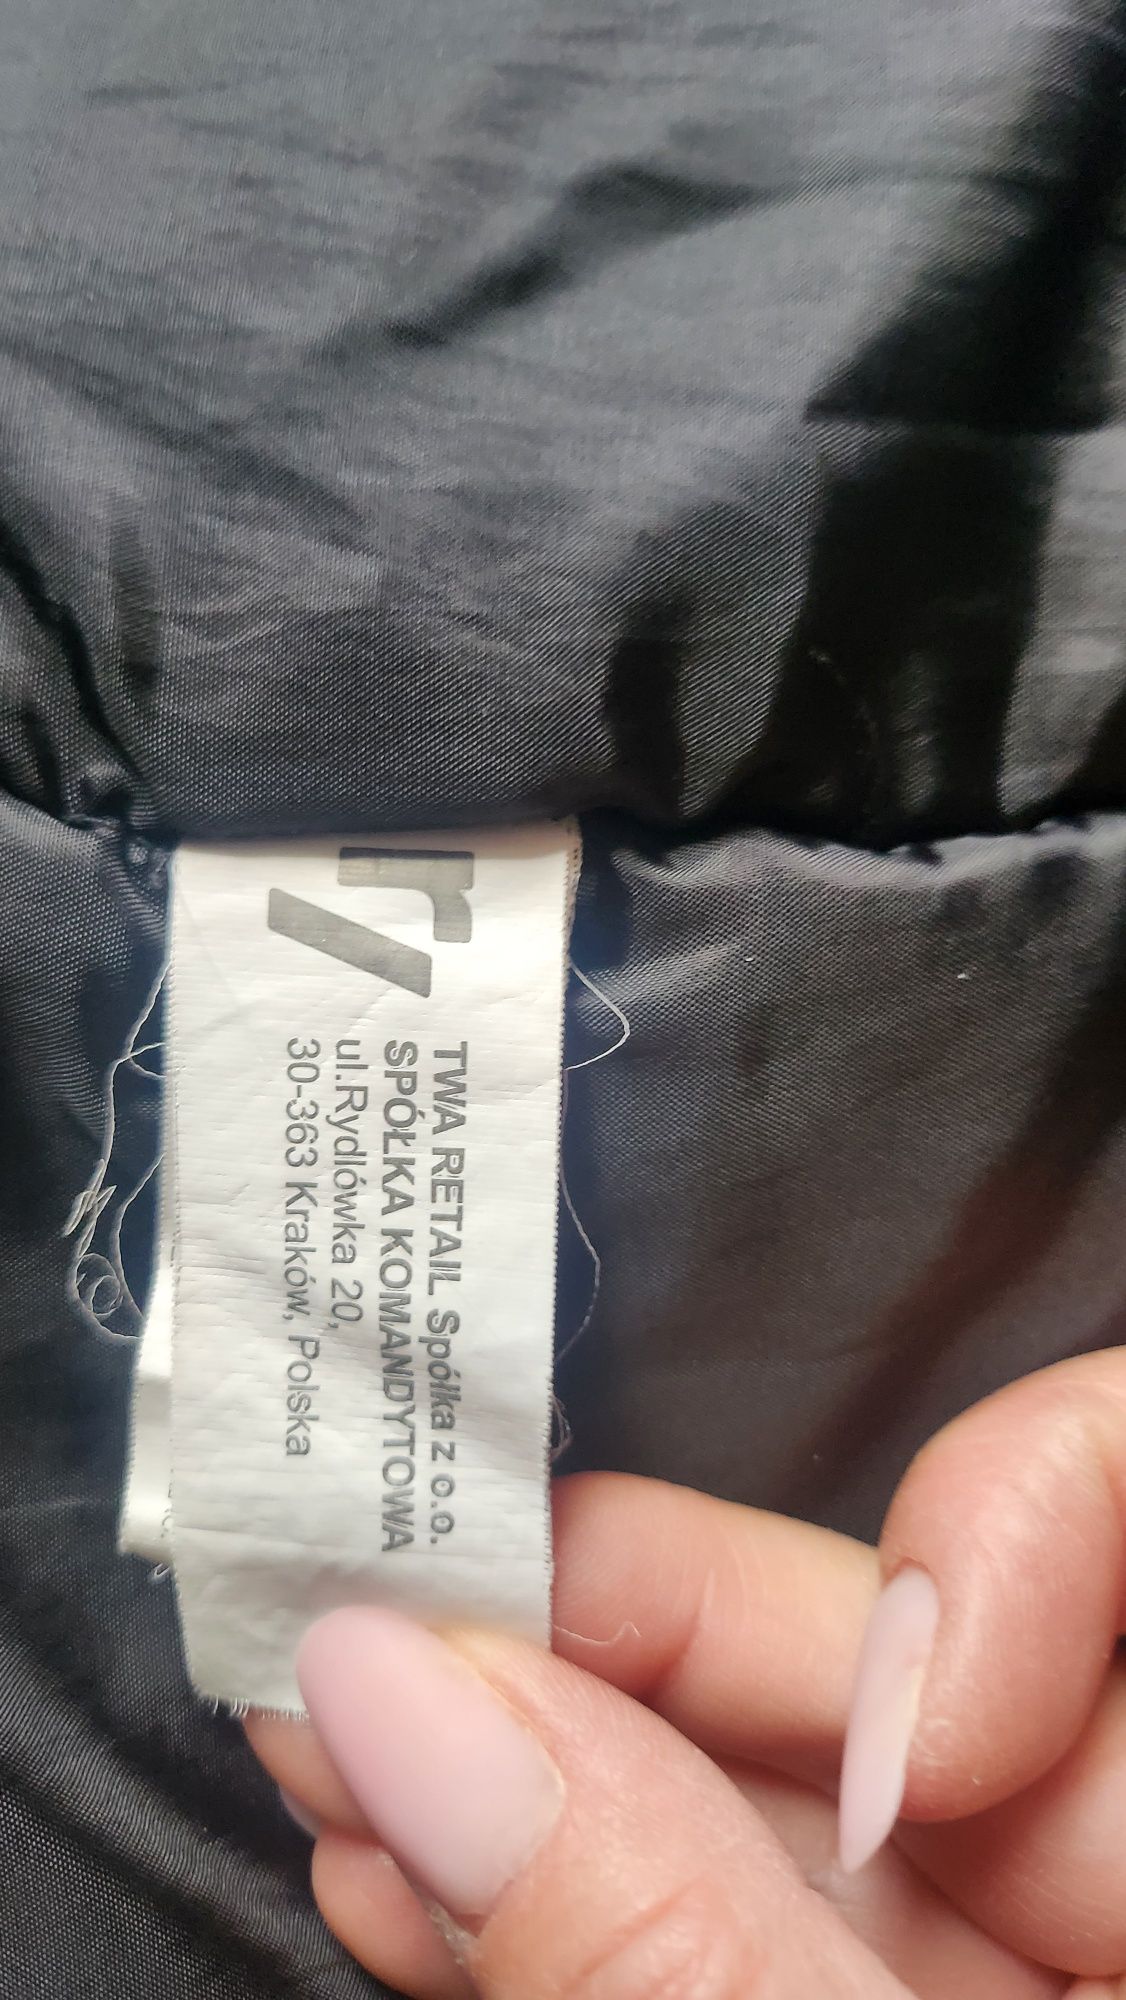 r/
TWA RETAIL Spółka z o.o.
SPÓŁKA KOMANDYTOWA
ul.Rydlówka 20,
30-363 Kraków, Polska